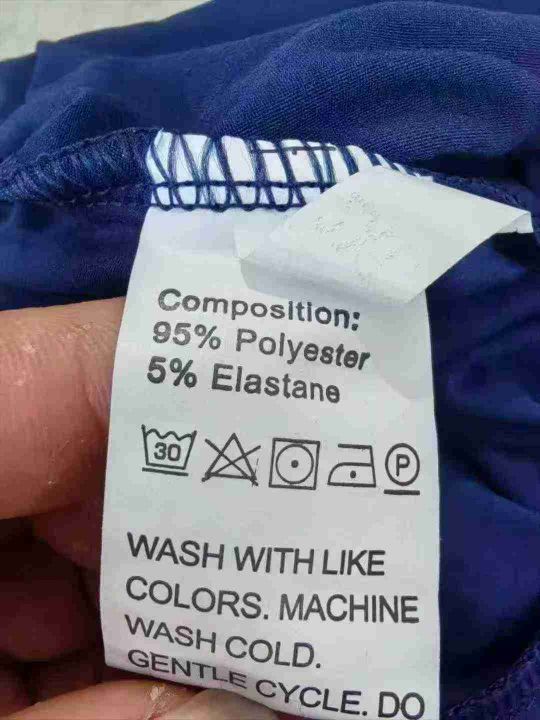 Composition:
95% Polyester
5% Elastane
30 P
WASH WITH LIKE
COLORS. MACHINE
WASH COLD.
GENTLE CYCLE. DO